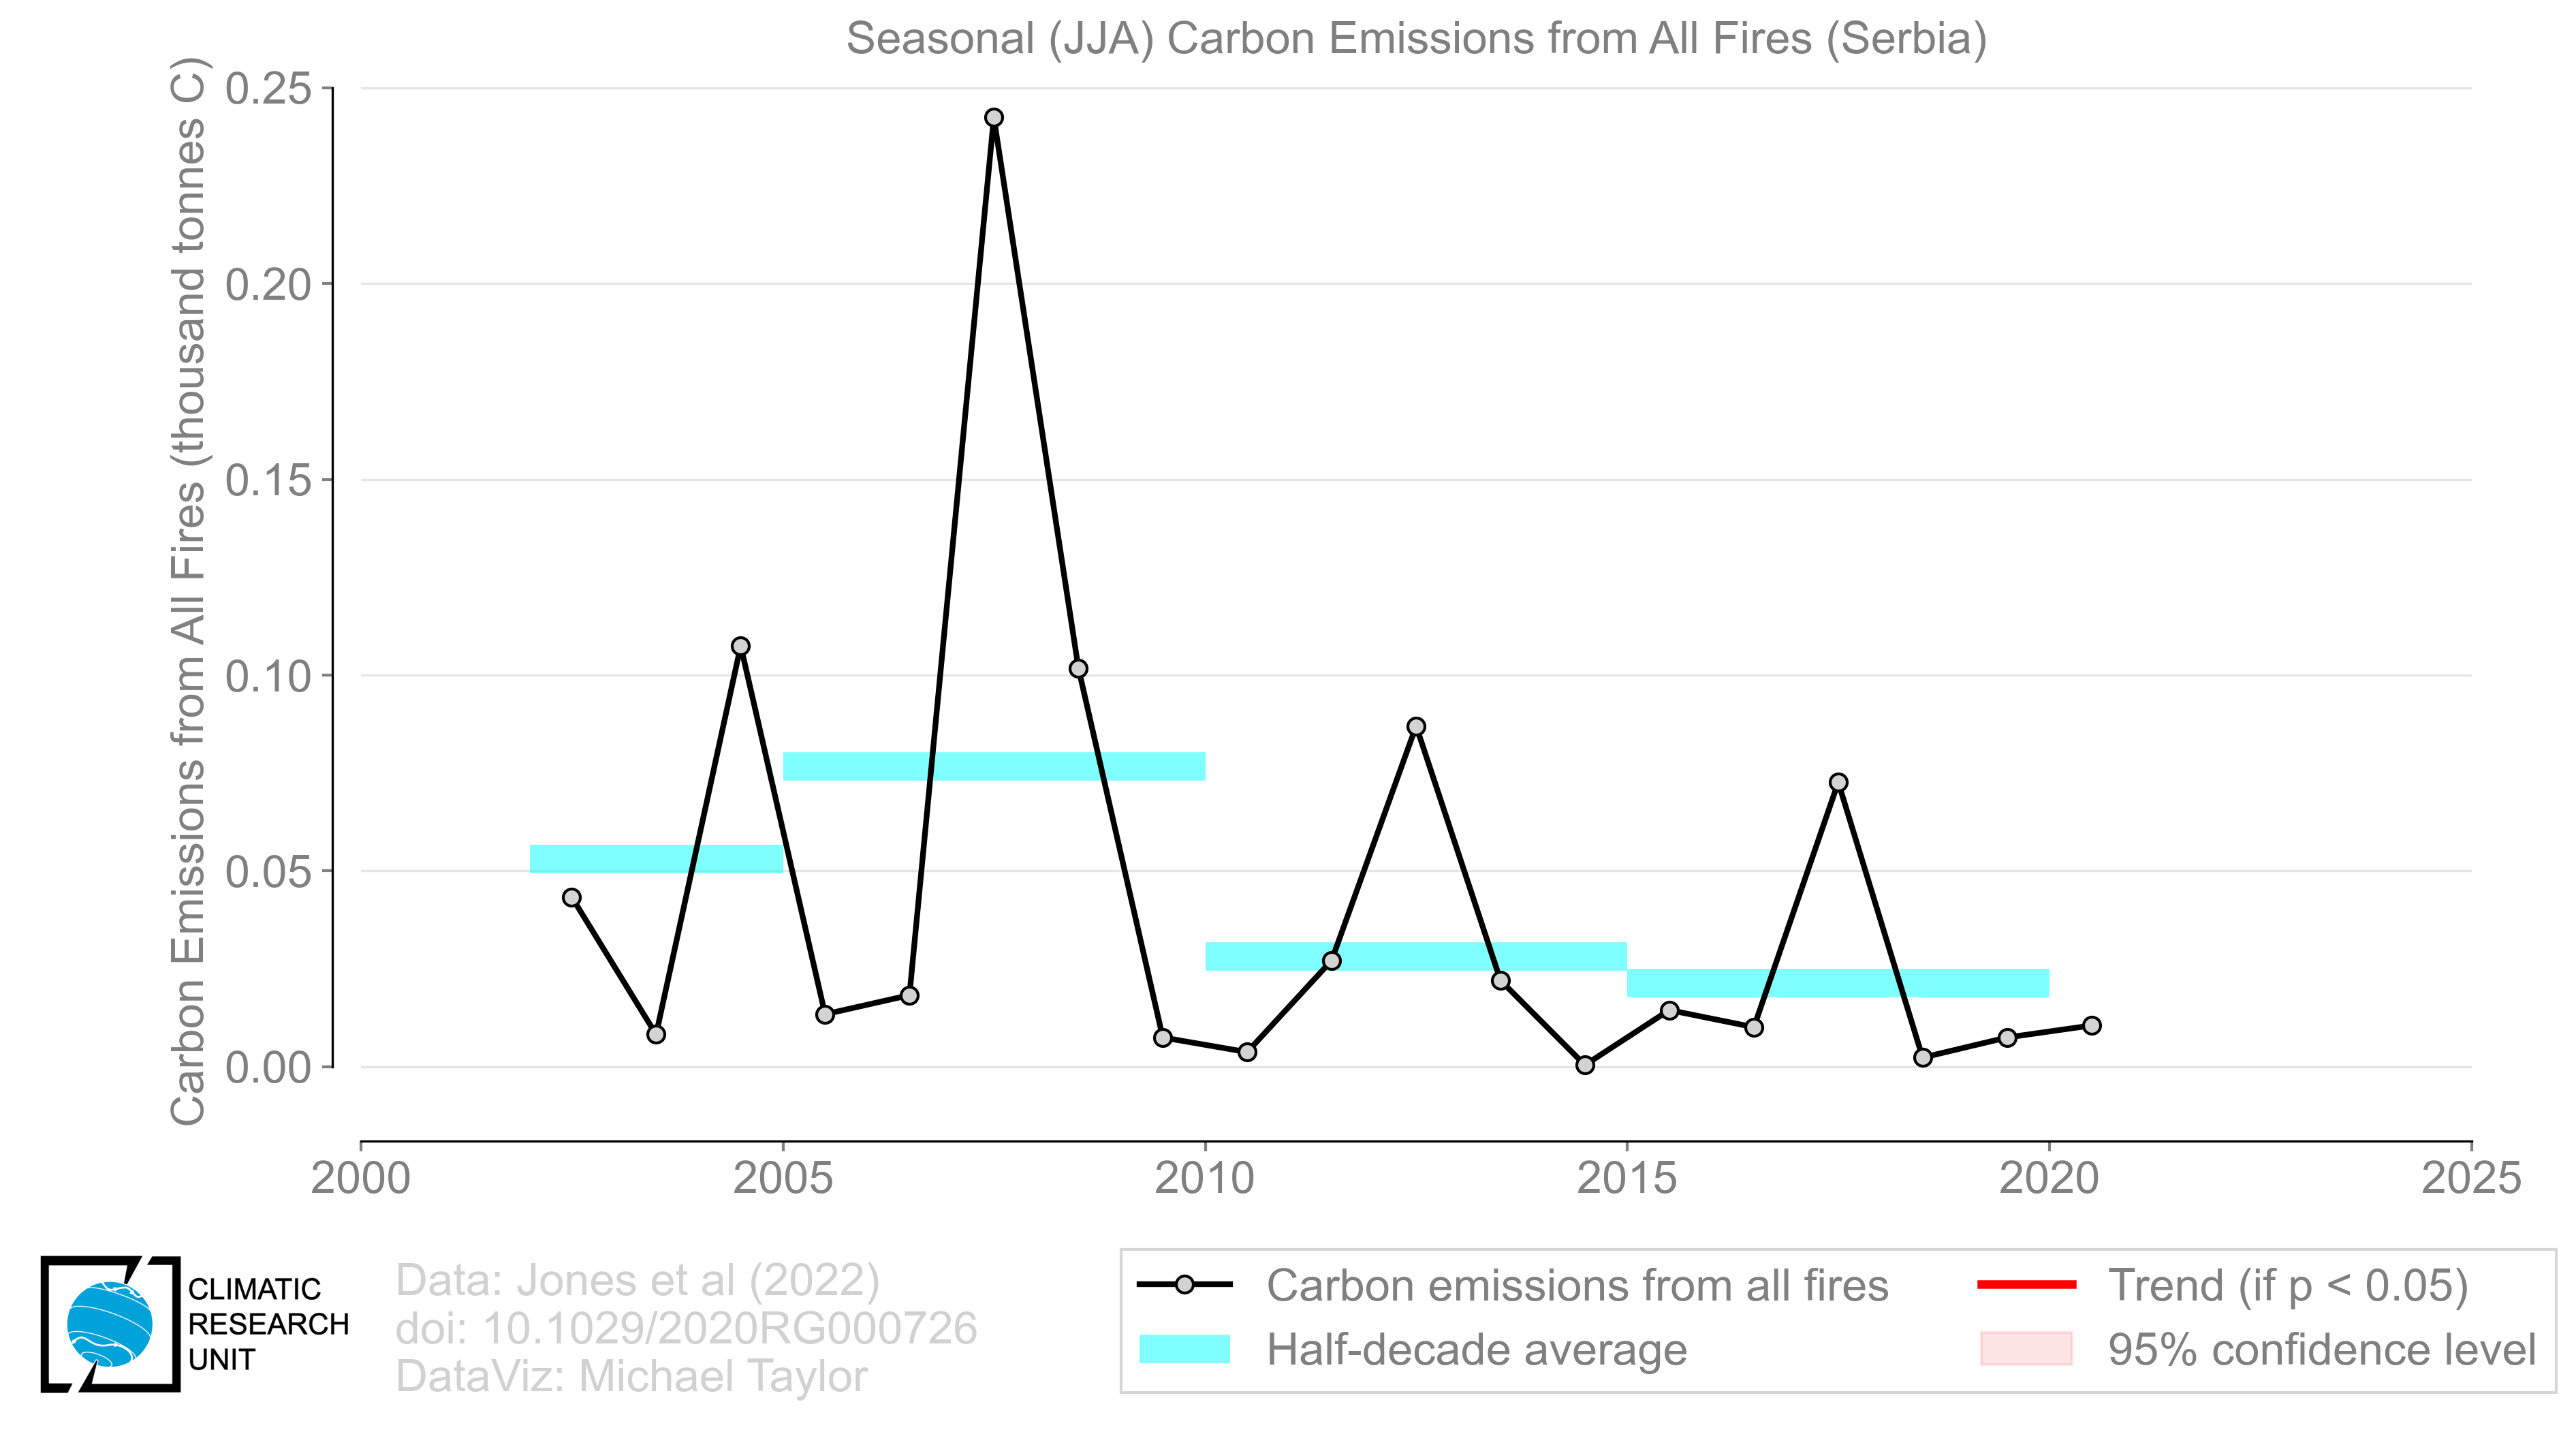 Seasonal (JJA) Carbon Emissions from All Fires (Serbia)
Carbon Emissions from All Fires (thousand tonnes C)
0.25
0.20
0.15
0.10
0.05
0.00
2000 2005 2010 2015 2020 2025
CLIMATIC
RESEARCH
UNIT
Data: Jones et al (2022)
doi: 10.1029/2020RG000726
DataViz: Michael Taylor
Carbon emissions from all fires
Half-decade average
Trend (if p < 0.05)
95% confidence level